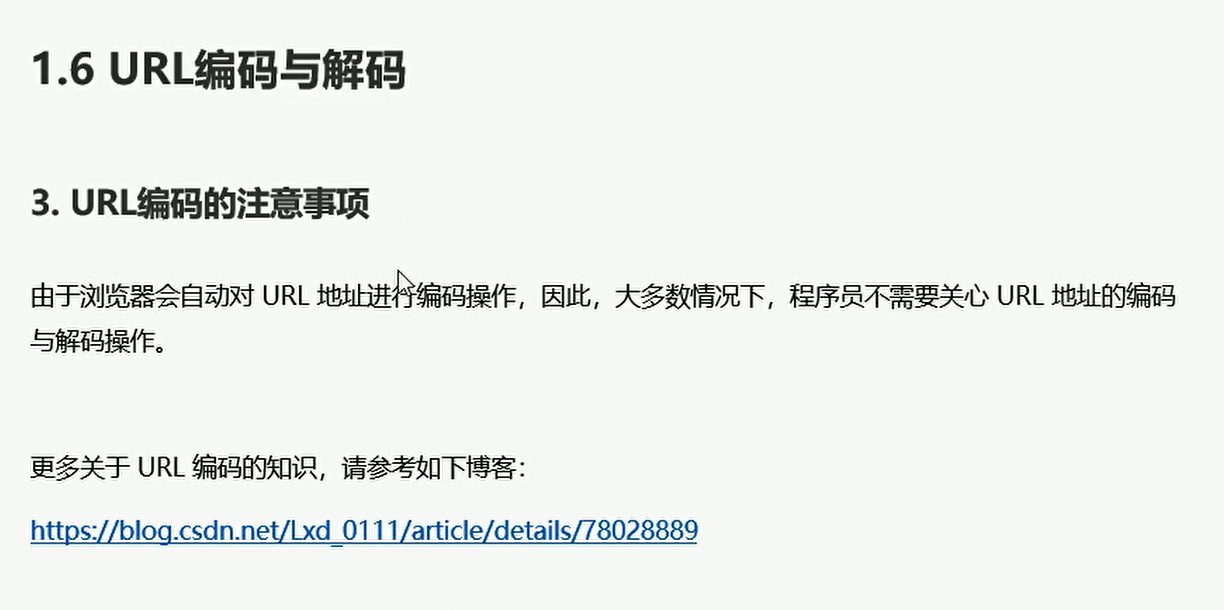 1.6 URL编码与解码
3. URL编码的注意事项
由于浏览器会自动对 URL 地址进行编码操作，因此，大多数情况下，程序员不需要关心 URL 地址的编码
与解码操作。
更多关于 URL 编码的知识，请参考如下博客：
https://blog.csdn.net/Lxd_0111/article/details/78028889